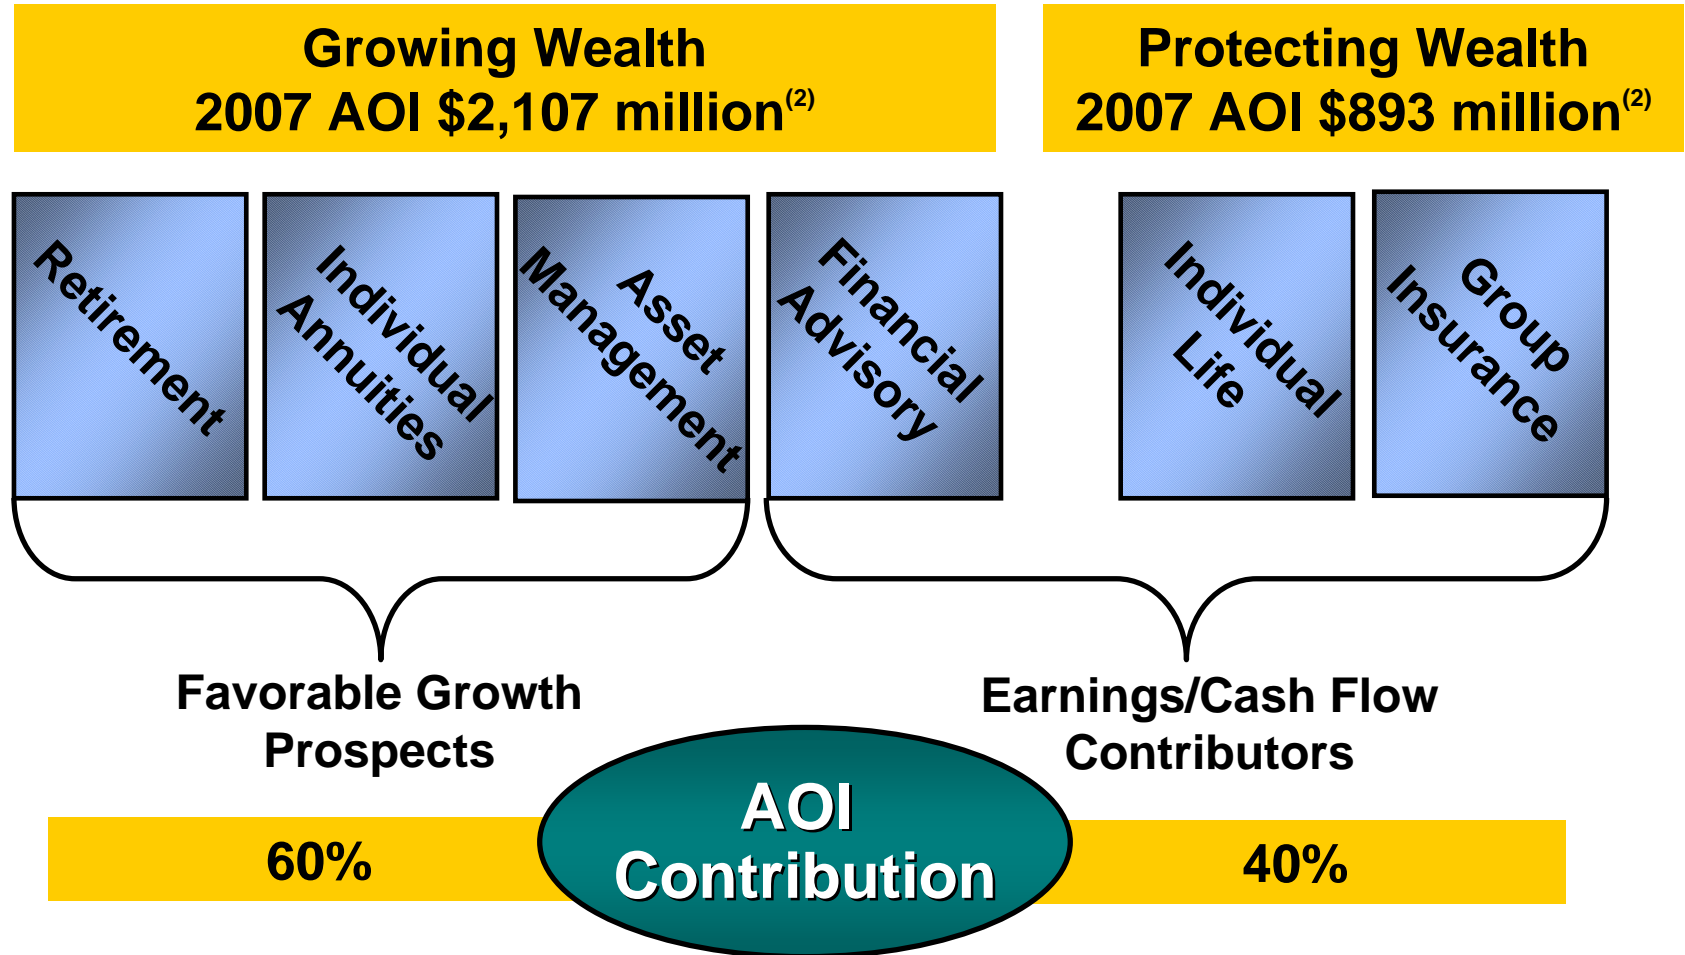 Growing Wealth
2007 AOI $2,107 million(2)
Protecting Wealth
2007 AOI $893 million(2)
Retirement
Individual
Annuities
Asset
Management
Financial
Advisory
Individual
Life
Group
Insurance
Favorable Growth
Prospects
Earnings/Cash Flow
Contributors
60%
AOI
Contribution
40%